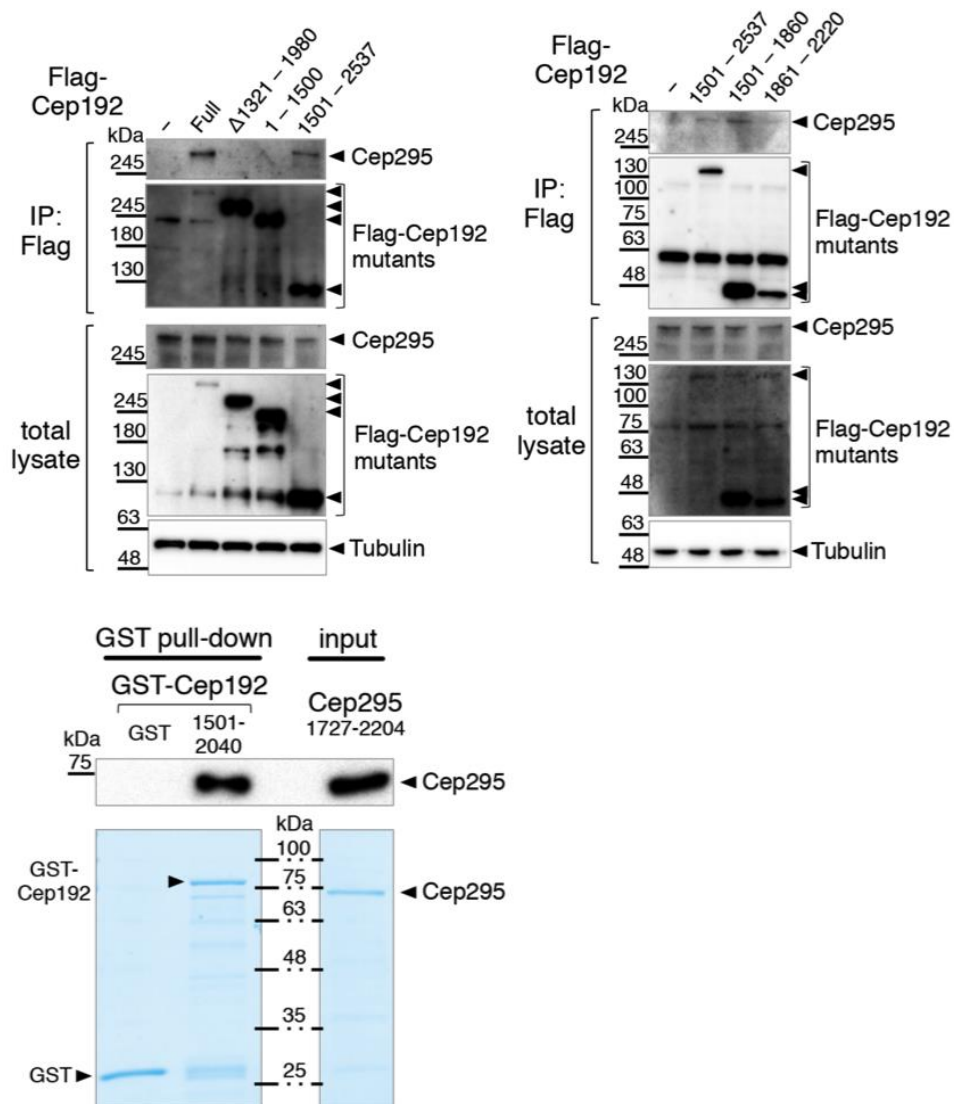 Flag-
Cep192
– Full Δ1321 – 1980 1 – 1500 1501 – 2537
kDa
245
Cep295
IP:
Flag
245
180
130
Flag-Cep192
mutants
245
Cep295
total
lysate
245
180
130
63
48
Flag-Cep192
mutants
Tubulin
Flag-
Cep192
– 1501 – 2537 1501 – 1860 1861 – 2220
kDa
245
Cep295
IP:
Flag
130
100
75
63
48
Flag-Cep192
mutants
245
Cep295
total
lysate
130
100
75
63
48
63
48
Flag-Cep192
mutants
Tubulin
GST pull-down input
GST-Cep192
GST 1501-
2040
Cep295
1727-2204
kDa
75
Cep295
kDa
100
75
63
48
35
25
GST-
Cep192
Cep295
GST